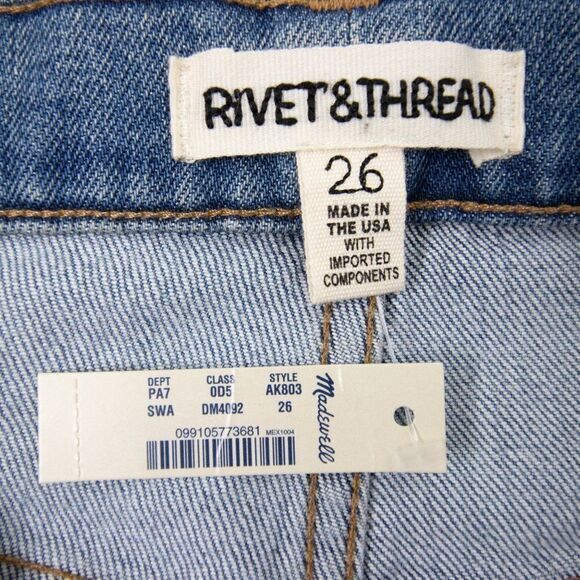 RIVET & THREAD
26
MADE IN
THE USA
WITH
IMPORTED
COMPONENTS
DEPT CLASS STYLE
PA7 0D5 AK803
SWA DM4092 26
099105773681 MEX1004
Madewell